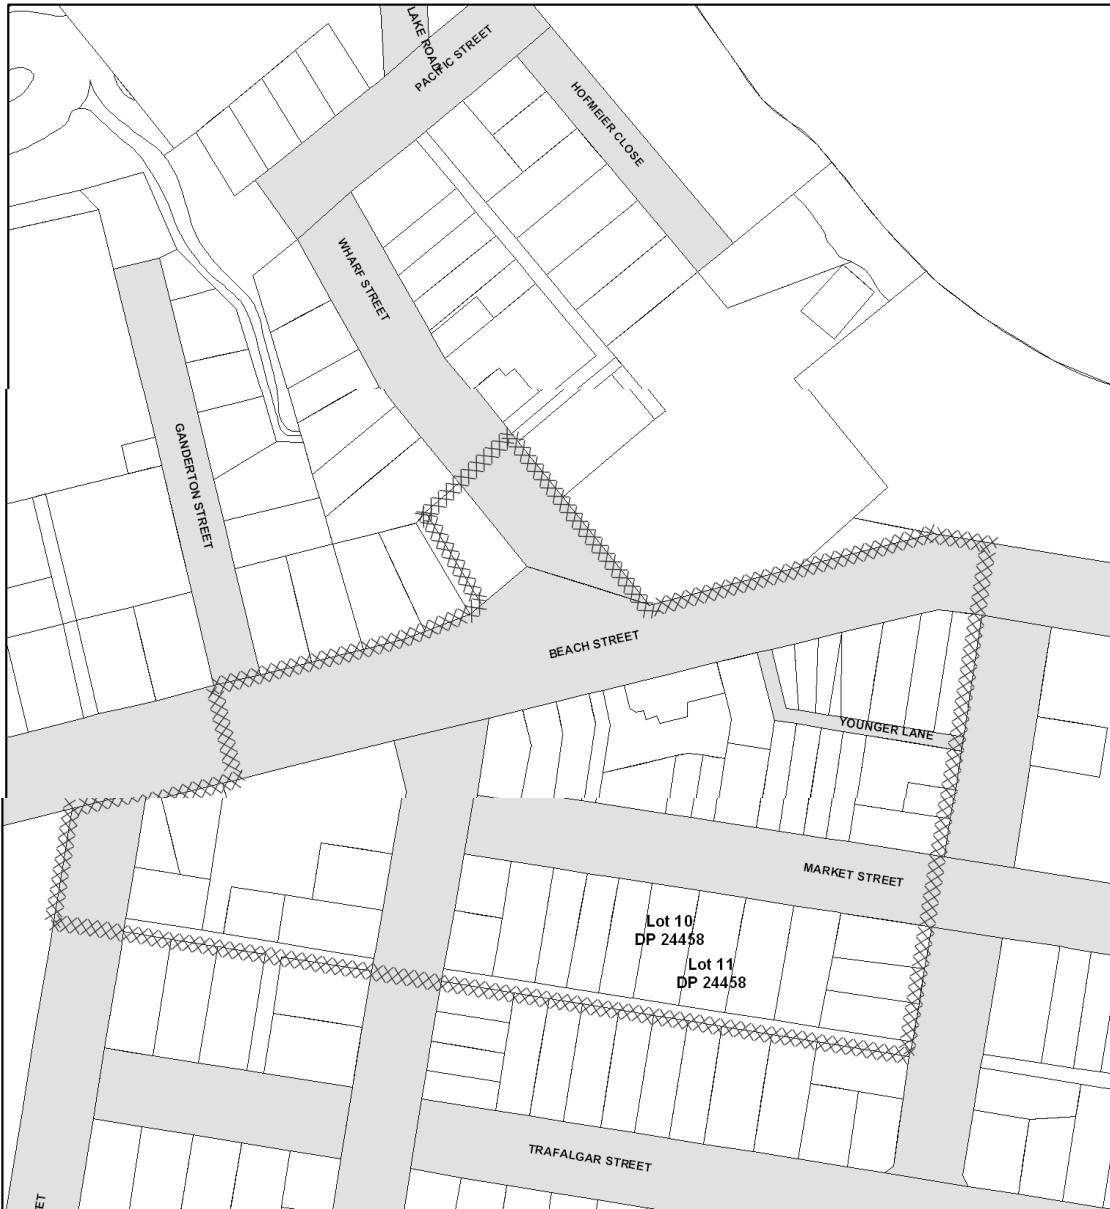 LAKE ROAD
PACIFIC STREET
HOFMEIER CLOSE
WHARF STREET
GANDERTON STREET
BEACH STREET
YOUNGER LANE
MARKET STREET
Lot 10
DP 24458
Lot 11
DP 24458
TRAFALGAR STREET
ET